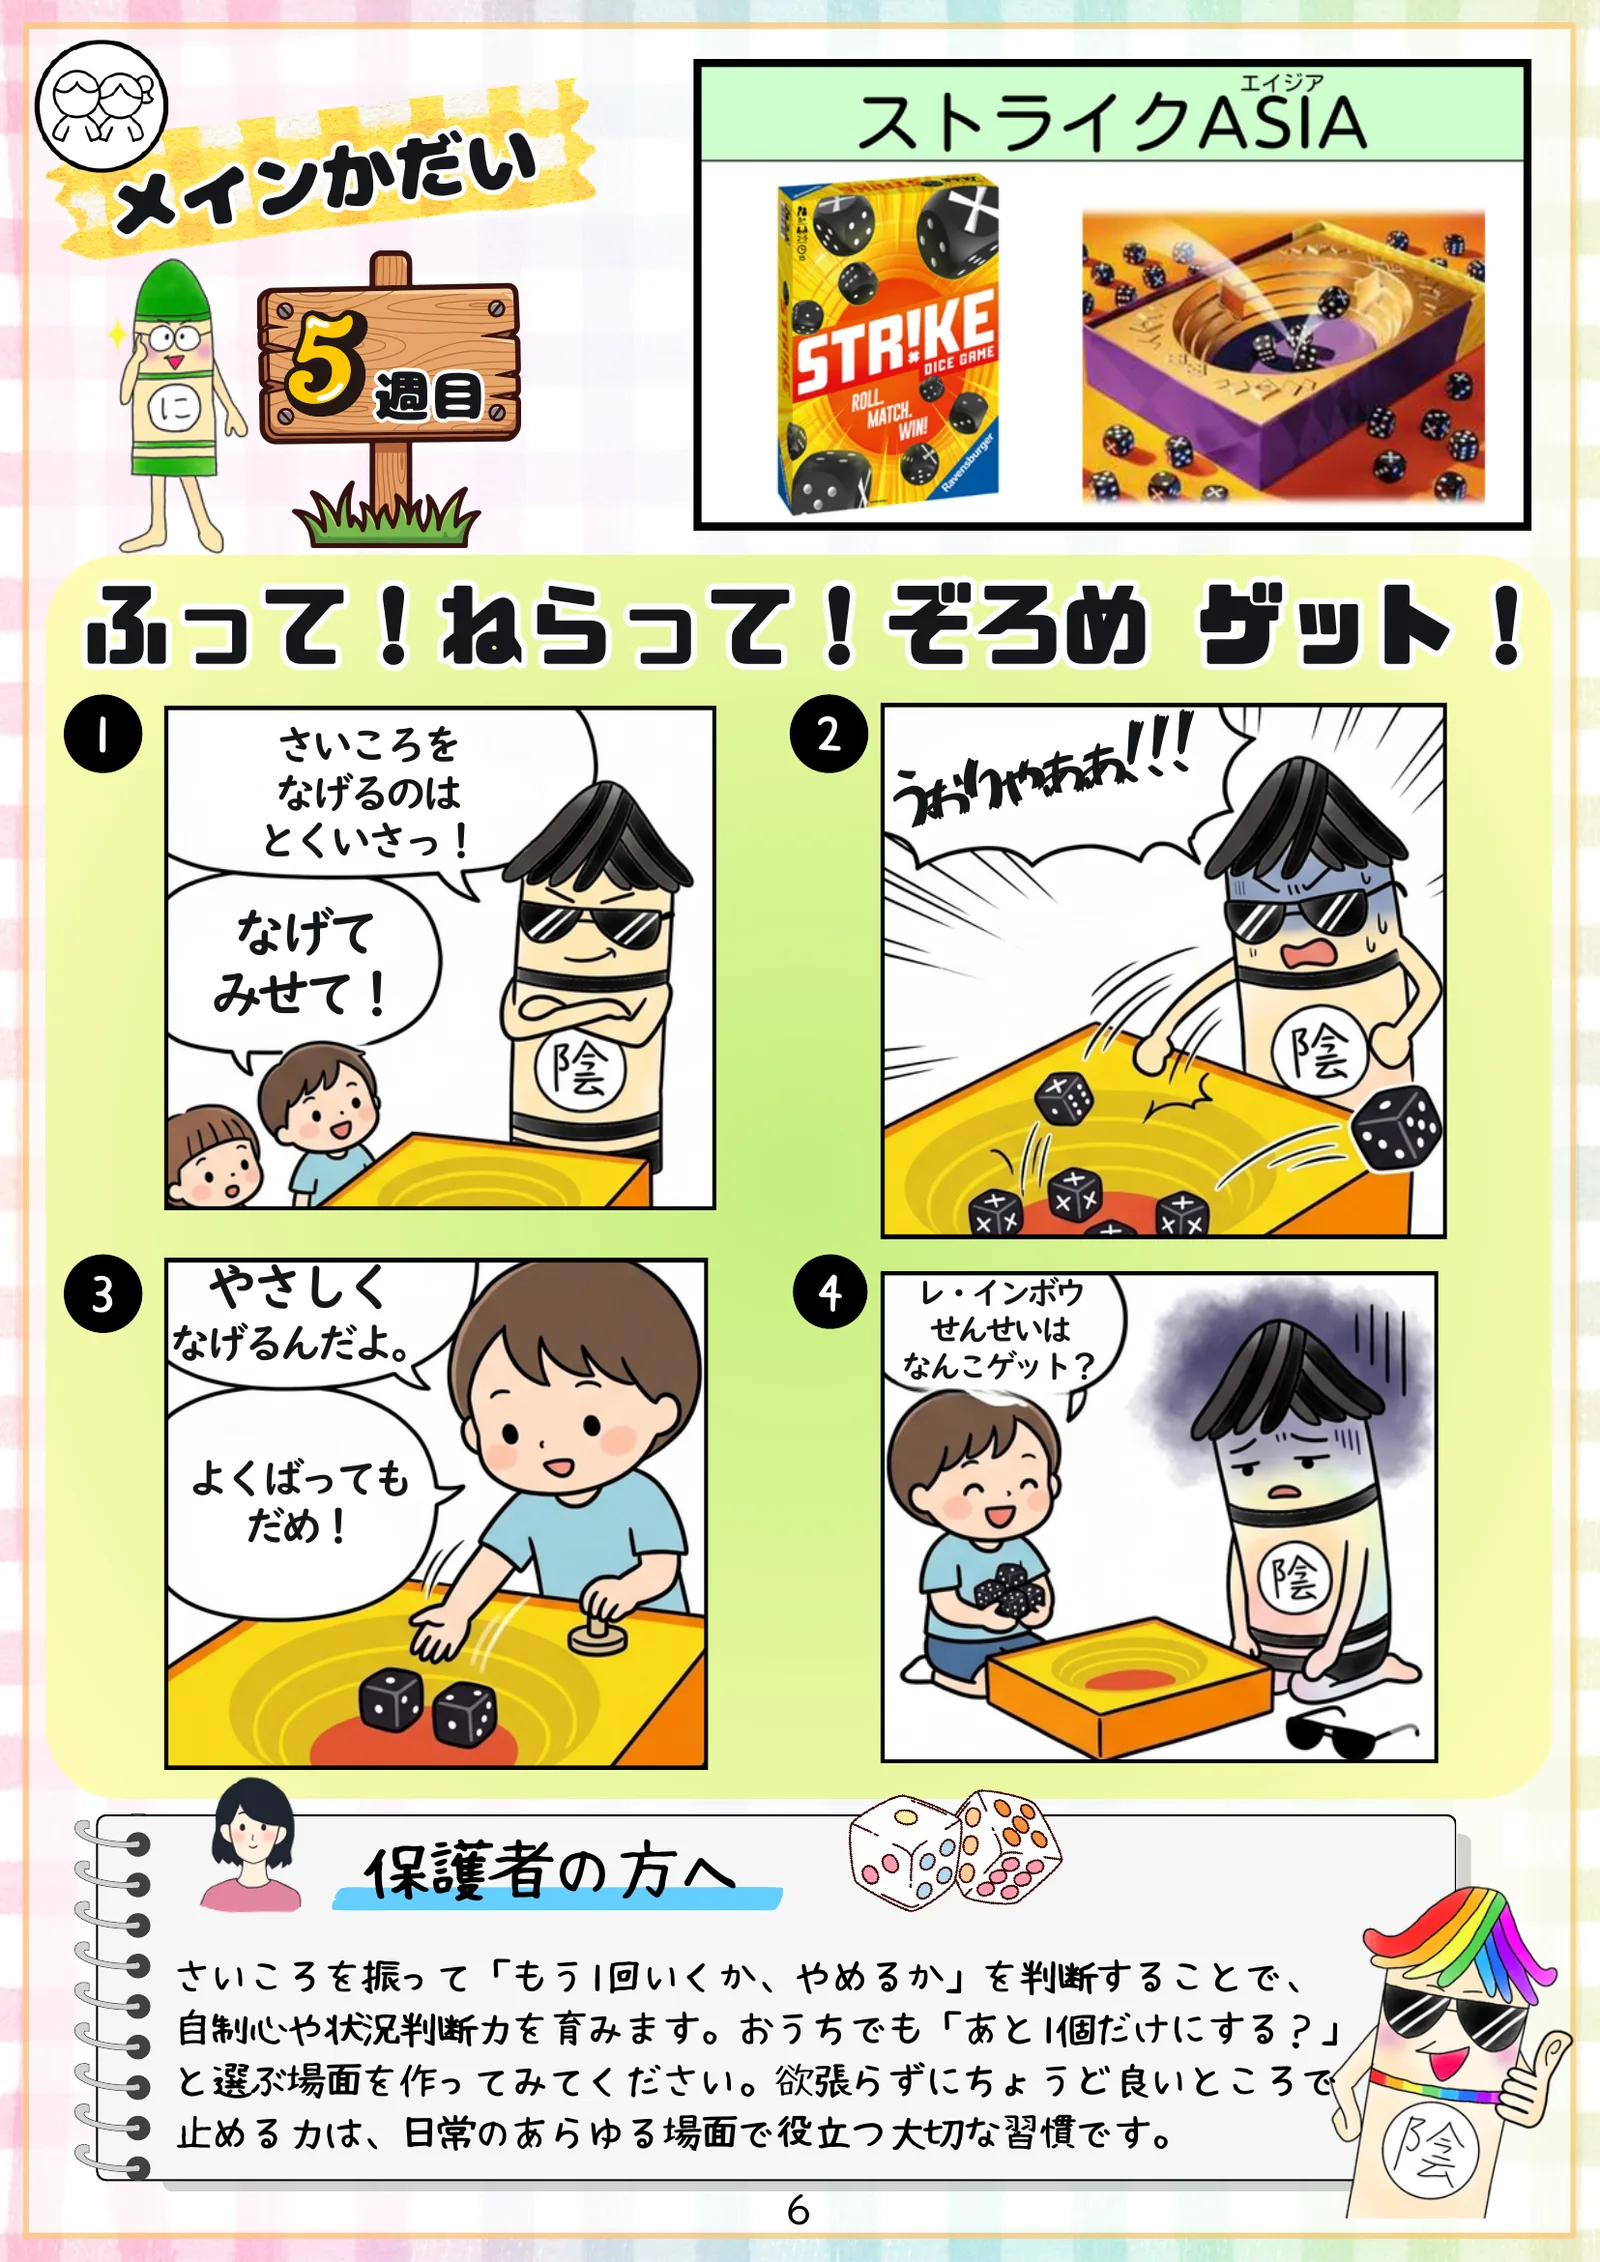 メインかだい
に
5週目
エイジア
ストライクASIA
STR!KE
DICE GAME
ROLL.
MATCH.
WIN!
Ravensburger
ふって!ねらって!ぞろめ ゲット!
1
さいころを
なげるのは
とくいさっ!
なげて
みせて!
陰
2
うおりゃああ!!!
陰
3
やさしく
なげるんだよ。
よくばっても
だめ!
4
レ・インボウ
せんせいは
なんこゲット?
陰
保護者の方へ
さいころを振って「もう1回いくか、やめるか」を判断することで、
自制心や状況判断力を育みます。おうちでも「あと1個だけにする?」
と選ぶ場面を作ってみてください。欲張らずにちょうど良いところで
止める力は、日常のあらゆる場面で役立つ大切な習慣です。
陰
6